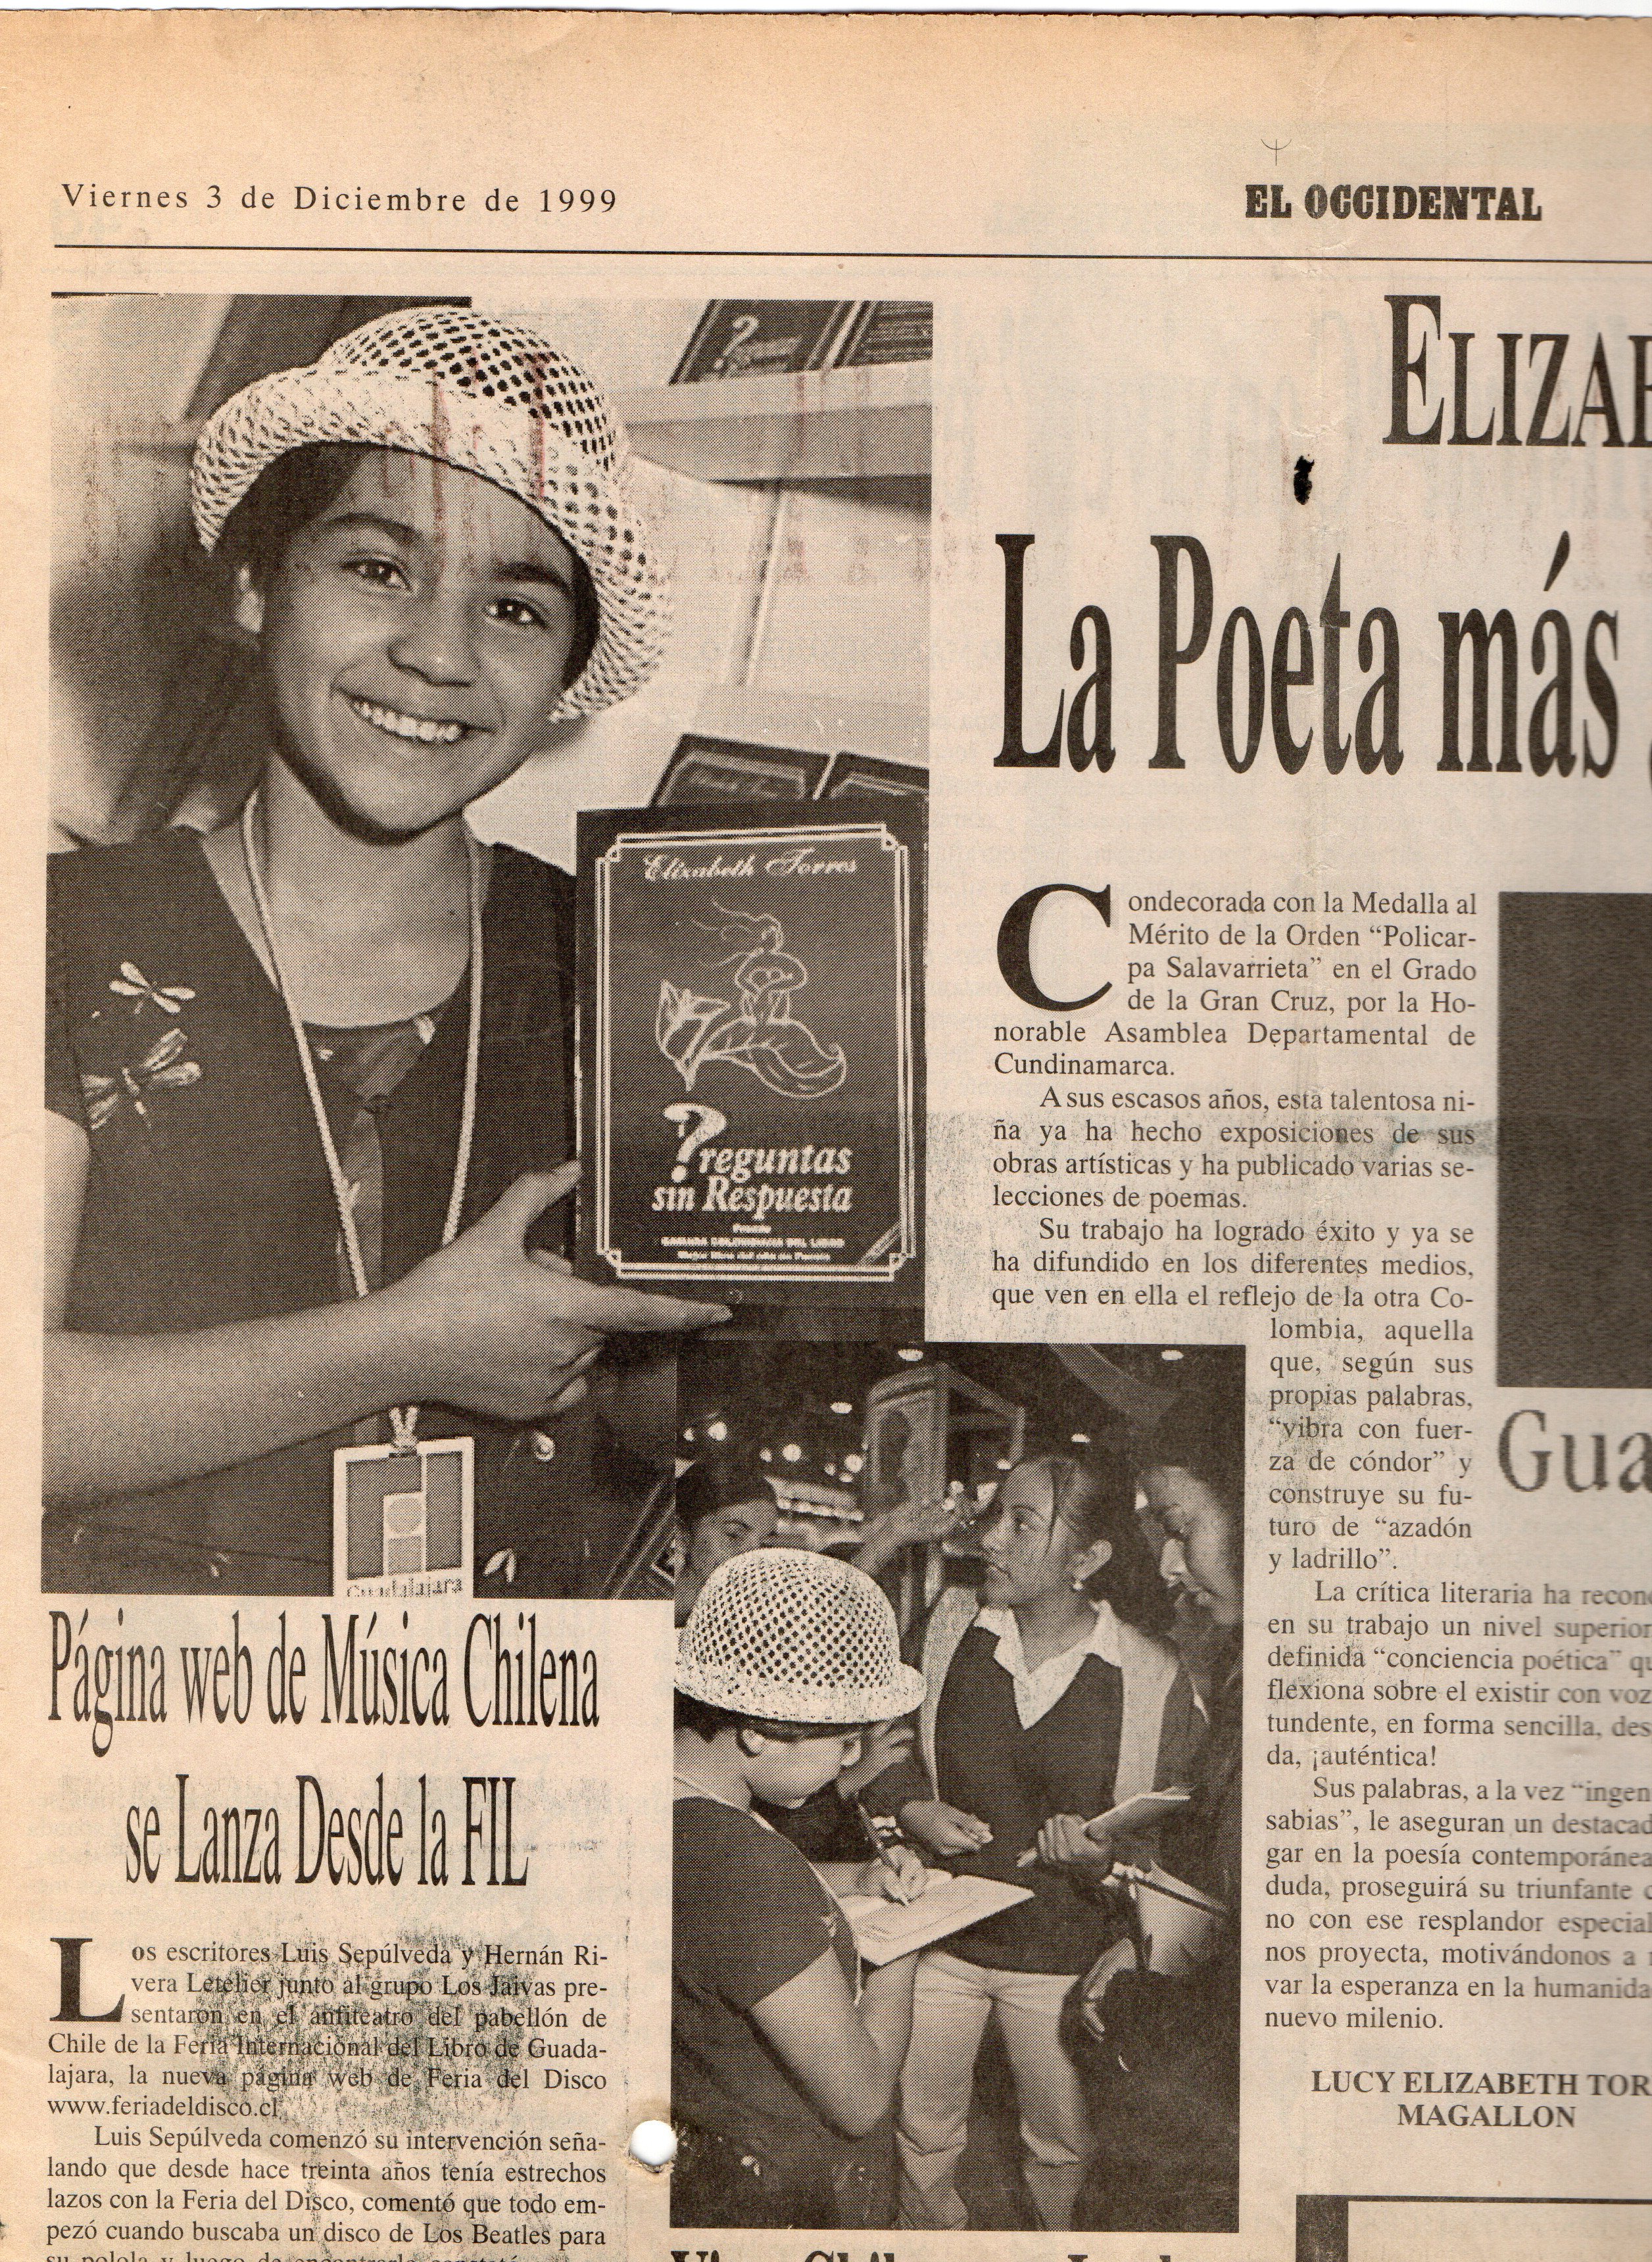 Viernes 3 de Diciembre de 1999
EL OCCIDENTAL
Elizabeth Torres
?reguntas
sin Respuesta
Premio
CAMARA COLOMBIANA DEL LIBRO
Guadalajara
ELIZAB
La Poeta más
Condecorada con la Medalla al
Mérito de la Orden “Policar-
pa Salavarrieta” en el Grado
de la Gran Cruz, por la Ho-
norable Asamblea Departamental de
Cundinamarca.
A sus escasos años, esta talentosa ni-
ña ya ha hecho exposiciones de sus
obras artísticas y ha publicado varias se-
lecciones de poemas.
Su trabajo ha logrado éxito y ya se
ha difundido en los diferentes medios,
que ven en ella el reflejo de la otra Co-
lombia, aquella
que, según sus
propias palabras,
“vibra con fuer-
za de cóndor” y
construye su fu-
turo de “azadón
y ladrillo”.
La crítica literaria ha recono
en su trabajo un nivel superior
definida “conciencia poética” qu
flexiona sobre el existir con voz
tundente, en forma sencilla, des
da, ¡auténtica!
Sus palabras, a la vez “ingen
sabias”, le aseguran un destacad
gar en la poesía contemporánea
duda, proseguirá su triunfante c
no con ese resplandor especial
nos proyecta, motivándonos a
var la esperanza en la humanida
nuevo milenio.
LUCY ELIZABETH TOR
MAGALLON
Gua
Página web de Música Chilena
se Lanza Desde la FIL
Los escritores Luis Sepúlveda y Hernán Ri-
vera Letelier junto al grupo Los Jaivas pre-
sentaron en el anfiteatro del pabellón de
Chile de la Feria Internacional del Libro de Guada-
lajara, la nueva página web de Feria del Disco
www.feriadeldisco.cl.
Luis Sepúlveda comenzó su intervención seña-
lando que desde hace treinta años tenía estrechos
lazos con la Feria del Disco, comentó que todo em-
pezó cuando buscaba un disco de Los Beatles para
su polola y luego de encontrarlo